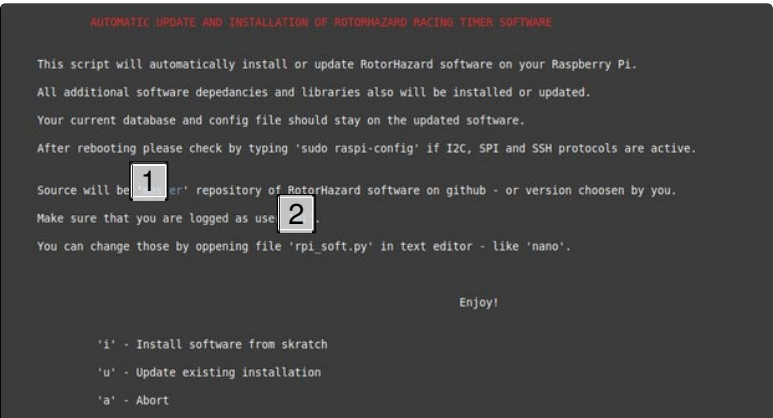 AUTOMATIC UPDATE AND INSTALLATION OF ROTORHAZARD RACING TIMER SOFTWARE
This script will automatically install or update RotorHazard software on your Raspberry Pi.
All additional software depedancies and libraries also will be installed or updated.
Your current database and config file should stay on the updated software.
After rebooting please check by typing 'sudo raspi-config' if I2C, SPI and SSH protocols are active.
Source will be 1 repository of RotorHazard software on github - or version choosen by you.
Make sure that you are logged as 2 .
You can change those by oppening file 'rpi_soft.py' in text editor - like 'nano'.
Enjoy!
'i' - Install software from skratch
'u' - Update existing installation
'a' - Abort